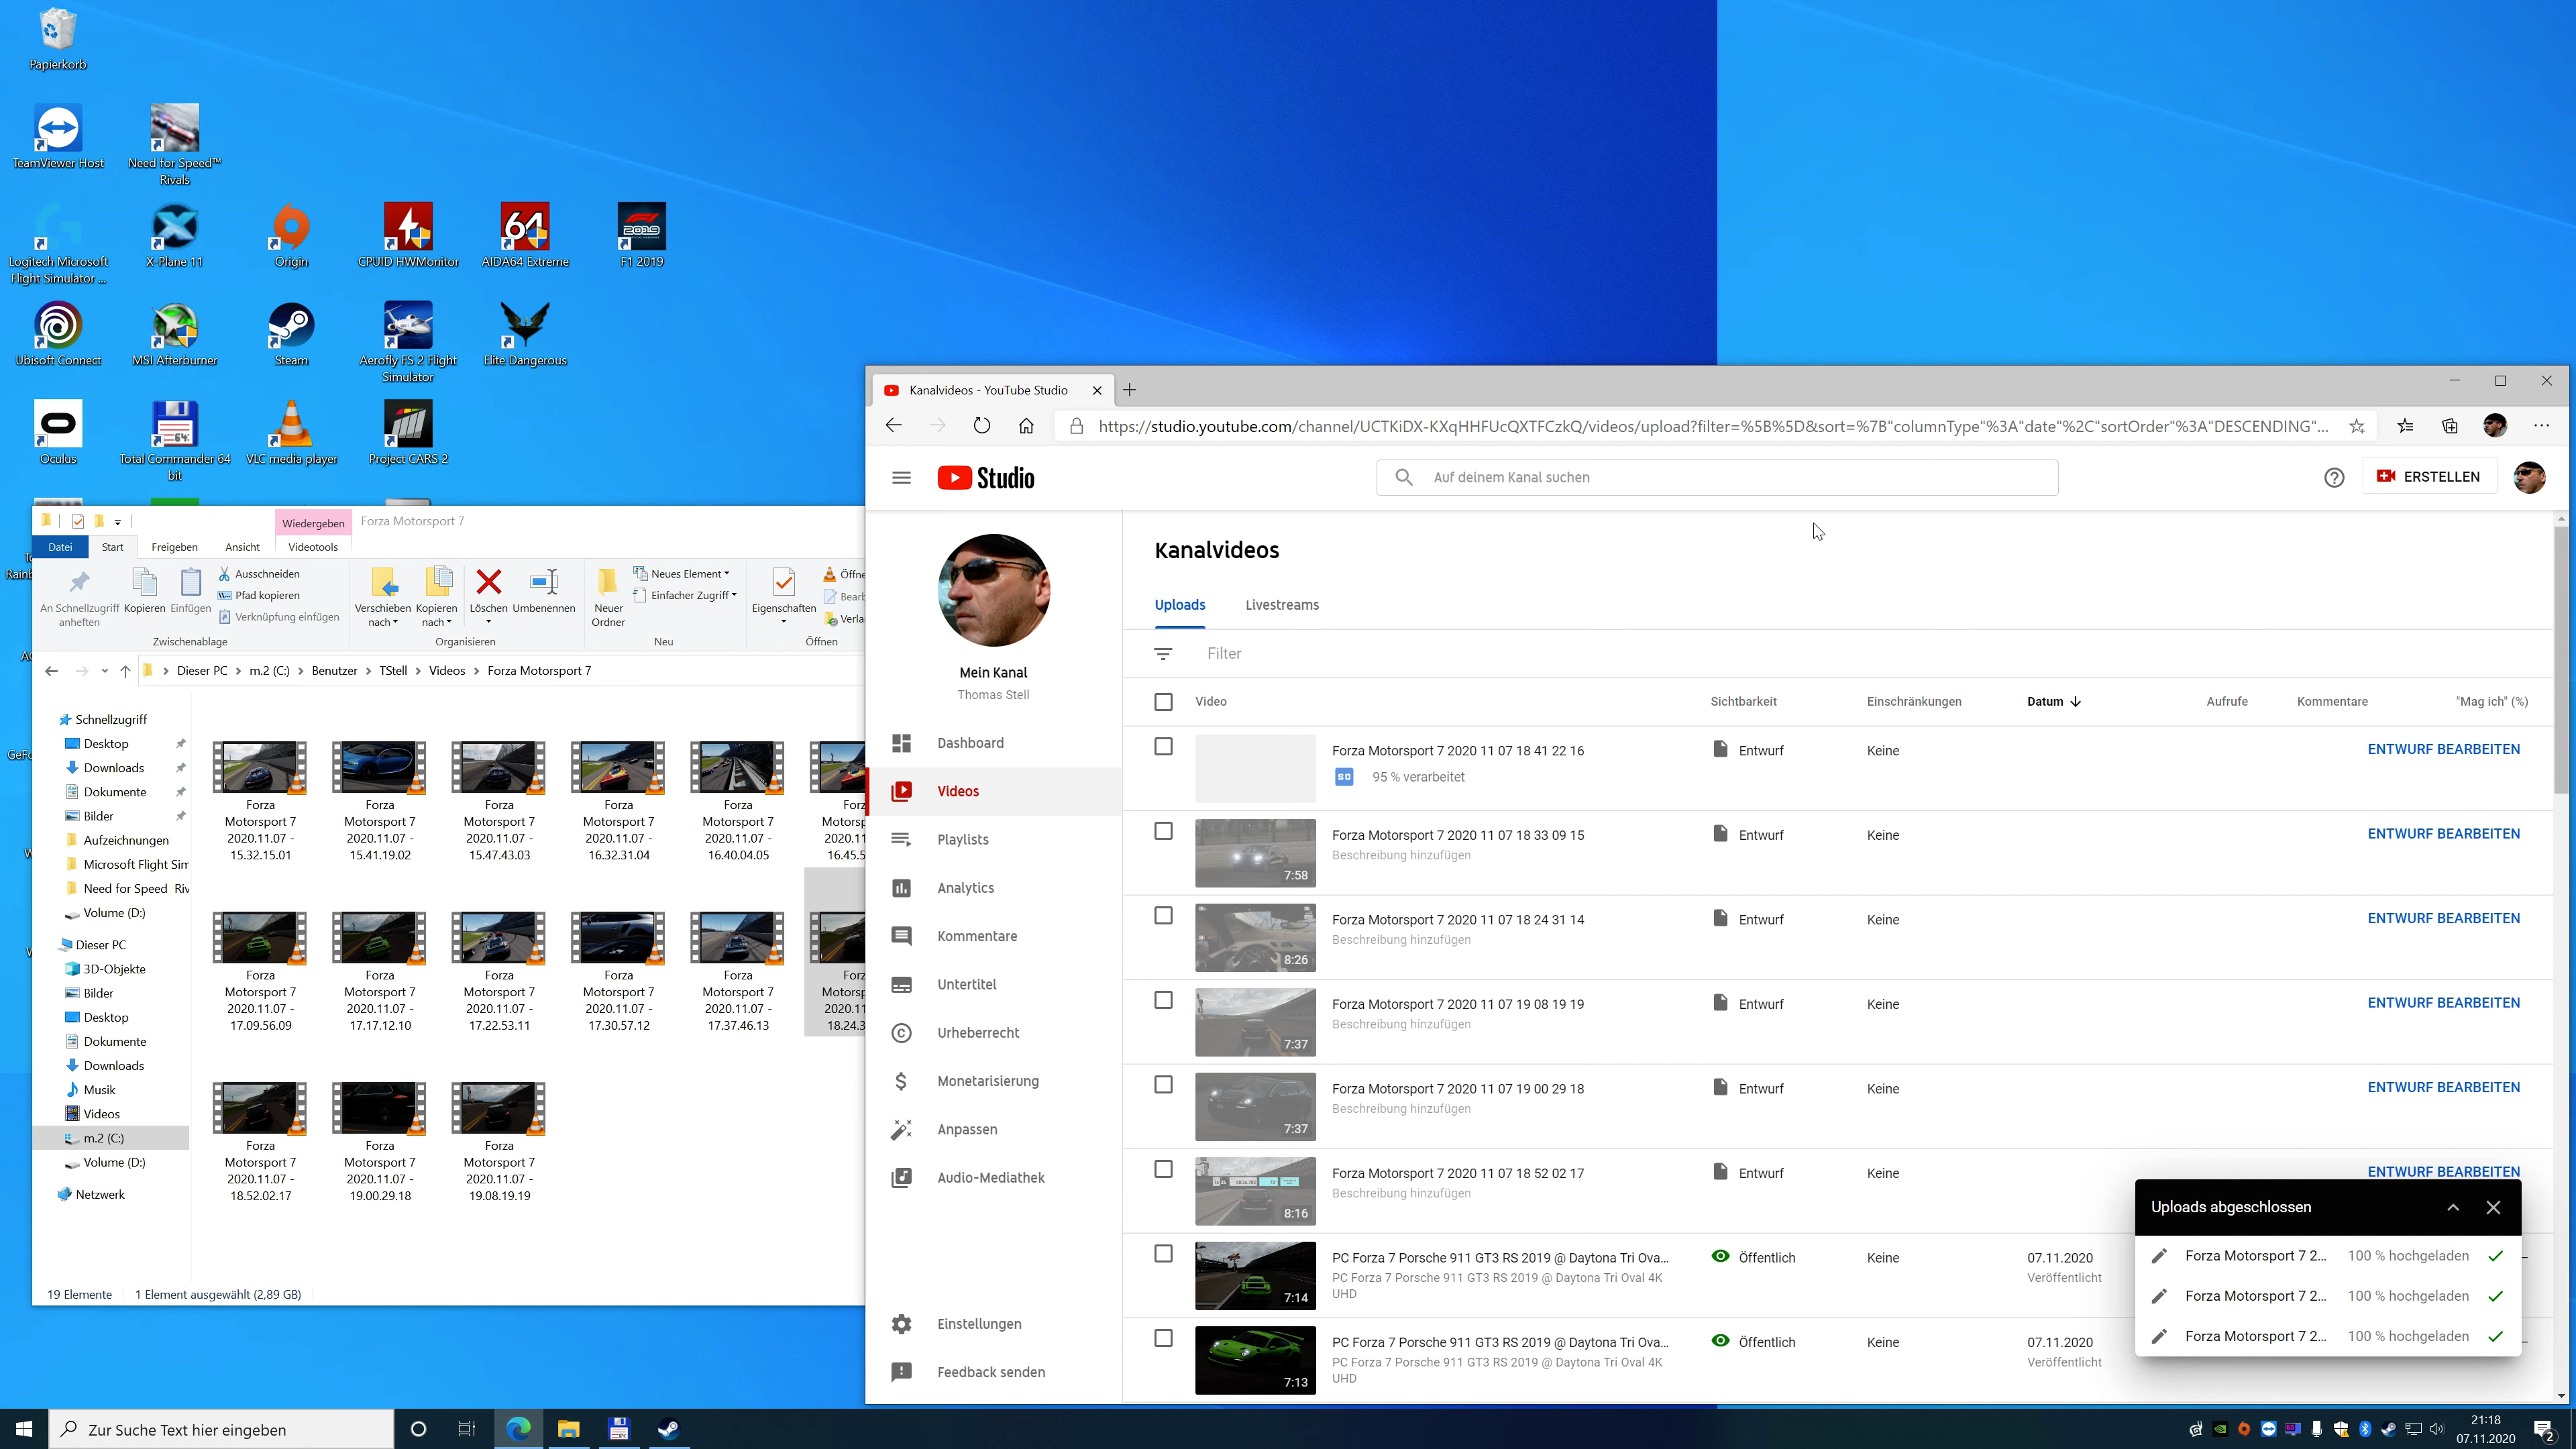 Papierkorb
TeamViewer Host
Need for Speed™
Rivals
Logitech Microsoft
Flight Simulator ...
X-Plane 11
Origin
CPUID HWMonitor
AIDA64 Extreme
F1 2019
Ubisoft Connect
MSI Afterburner
Steam
Aerofly FS 2 Flight
Simulator
Elite Dangerous
Oculus
Total Commander 64
bit
VLC media player
Project CARS 2
Wiedergeben
Forza Motorsport 7
Datei
Start
Freigeben
Ansicht
Videotools
An Schnellzugriff
anheften
Kopieren
Einfügen
Ausschneiden
Pfad kopieren
Verknüpfung einfügen
Zwischenablage
Verschieben
nach
Kopieren
nach
Löschen
Umbenennen
Organisieren
Neuer
Ordner
Neues Element
Einfacher Zugriff
Neu
Eigenschaften
Öffne
Bearb
Verla
Öffnen
Dieser PC
m.2 (C:)
Benutzer
TStell
Videos
Forza Motorsport 7
Schnellzugriff
Desktop
Downloads
Dokumente
Bilder
Aufzeichnungen
Microsoft Flight Sim
Need for Speed Riv
Volume (D:)
Dieser PC
3D-Objekte
Bilder
Desktop
Dokumente
Downloads
Musik
Videos
m.2 (C:)
Volume (D:)
Netzwerk
Forza
Motorsport 7
2020.11.07 -
15.32.15.01
Forza
Motorsport 7
2020.11.07 -
15.41.19.02
Forza
Motorsport 7
2020.11.07 -
15.47.43.03
Forza
Motorsport 7
2020.11.07 -
16.32.31.04
Forza
Motorsport 7
2020.11.07 -
16.40.04.05
Forz
Motorsp
2020.11
16.45.5
Forza
Motorsport 7
2020.11.07 -
17.09.56.09
Forza
Motorsport 7
2020.11.07 -
17.17.12.10
Forza
Motorsport 7
2020.11.07 -
17.22.53.11
Forza
Motorsport 7
2020.11.07 -
17.30.57.12
Forza
Motorsport 7
2020.11.07 -
17.37.46.13
Forz
Motorsp
2020.11
18.24.3
Forza
Motorsport 7
2020.11.07 -
18.52.02.17
Forza
Motorsport 7
2020.11.07 -
19.00.29.18
Forza
Motorsport 7
2020.11.07 -
19.08.19.19
19 Elemente
1 Element ausgewählt (2,89 GB)
Kanalvideos - YouTube Studio
https://studio.youtube.com/channel/UCTKiDX-KXqHHFUcQXTFCzkQ/videos/upload?filter=%5B%5D&sort=%7B"columnType"%3A"date"%2C"sortOrder"%3A"DESCENDING"...
Studio
Auf deinem Kanal suchen
ERSTELLEN
Mein Kanal
Thomas Stell
Dashboard
Videos
Playlists
Analytics
Kommentare
Untertitel
Urheberrecht
Monetarisierung
Anpassen
Audio-Mediathek
Einstellungen
Feedback senden
Kanalvideos
Uploads
Livestreams
Filter
Video
Sichtbarkeit
Einschränkungen
Datum
Aufrufe
Kommentare
"Mag ich" (%)
Forza Motorsport 7 2020 11 07 18 41 22 16
SD
95 % verarbeitet
Entwurf
Keine
ENTWURF BEARBEITEN
7:58
Forza Motorsport 7 2020 11 07 18 33 09 15
Beschreibung hinzufügen
Entwurf
Keine
ENTWURF BEARBEITEN
8:26
Forza Motorsport 7 2020 11 07 18 24 31 14
Beschreibung hinzufügen
Entwurf
Keine
ENTWURF BEARBEITEN
7:37
Forza Motorsport 7 2020 11 07 19 08 19 19
Beschreibung hinzufügen
Entwurf
Keine
ENTWURF BEARBEITEN
7:37
Forza Motorsport 7 2020 11 07 19 00 29 18
Beschreibung hinzufügen
Entwurf
Keine
ENTWURF BEARBEITEN
8:16
Forza Motorsport 7 2020 11 07 18 52 02 17
Beschreibung hinzufügen
Entwurf
Keine
ENTWURF BEARBEITEN
7:14
PC Forza 7 Porsche 911 GT3 RS 2019 @ Daytona Tri Ova...
PC Forza 7 Porsche 911 GT3 RS 2019 @ Daytona Tri Oval 4K
UHD
Öffentlich
Keine
07.11.2020
Veröffentlicht
7:13
PC Forza 7 Porsche 911 GT3 RS 2019 @ Daytona Tri Ova...
PC Forza 7 Porsche 911 GT3 RS 2019 @ Daytona Tri Oval 4K
UHD
Öffentlich
Keine
07.11.2020
Veröffentlicht
Uploads abgeschlossen
Forza Motorsport 7 2...
100 % hochgeladen
Forza Motorsport 7 2...
100 % hochgeladen
Forza Motorsport 7 2...
100 % hochgeladen
Zur Suche Text hier eingeben
21:18
07.11.2020
2